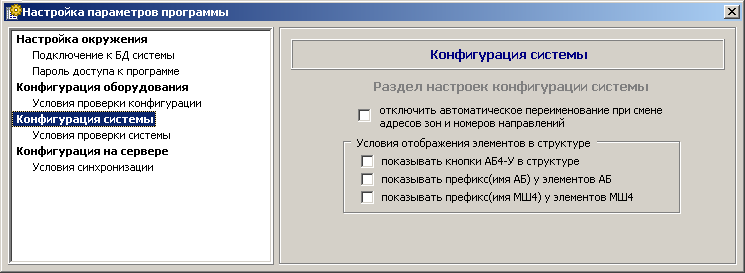 Настройка параметров программы
Настройка окружения
Подключение к БД системы
Пароль доступа к программе
Конфигурация оборудования
Условия проверки конфигурации
Конфигурация системы
Условия проверки системы
Конфигурация на сервере
Условия синхронизации
Конфигурация системы
Раздел настроек конфигурации системы
отключить автоматическое переименование при смене
адресов зон и номеров направлений
Условия отображения элементов в структуре
показывать кнопки АБ4-У в структуре
показывать префикс(имя АБ) у элементов АБ
показывать префикс(имя МШ4) у элементов МШ4